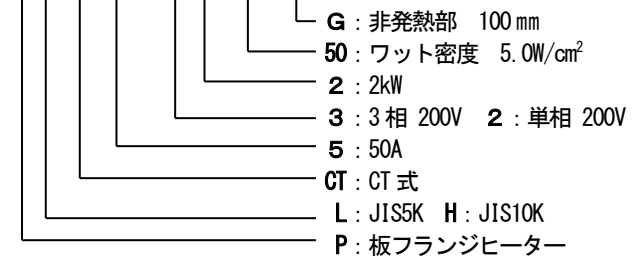 G：非発熱部　100mm
50：ワット密度　5.0W/cm²
2：2kW
3：3相 200V　2：単相 200V
5：50A
CT：CT式
L：JIS5K　H：JIS10K
P：板フランジヒーター